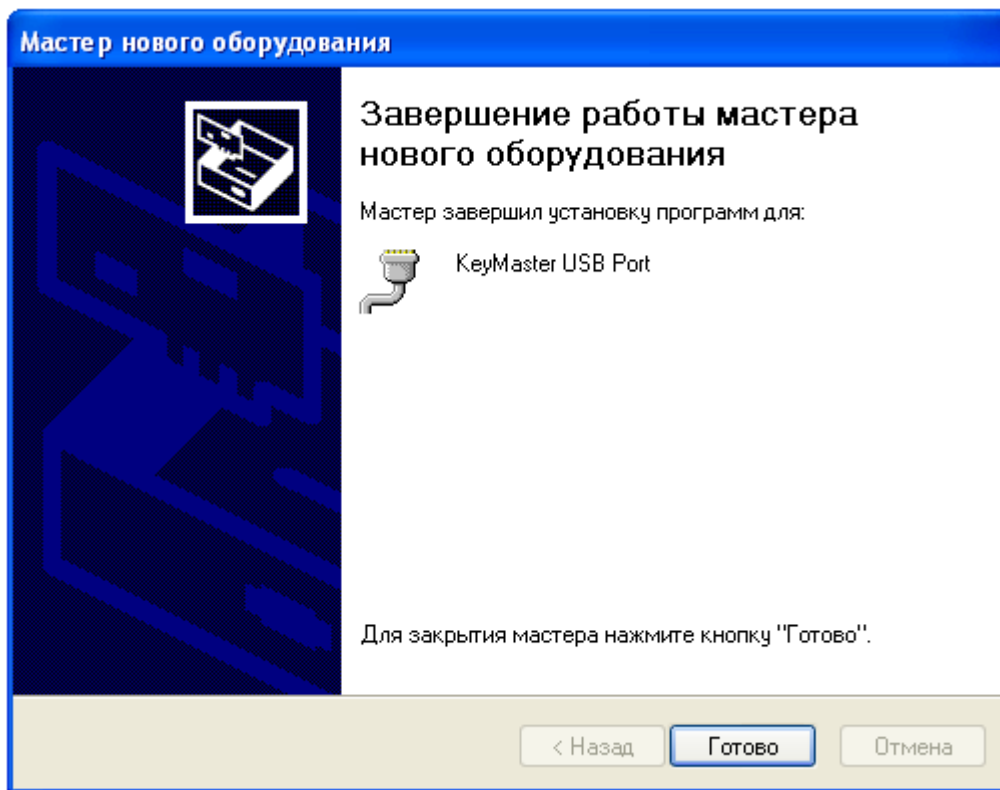 Мастер нового оборудования
Завершение работы мастера
нового оборудования
Мастер завершил установку программ для:
KeyMaster USB Port
Для закрытия мастера нажмите кнопку "Готово".
< Назад
Готово
Отмена